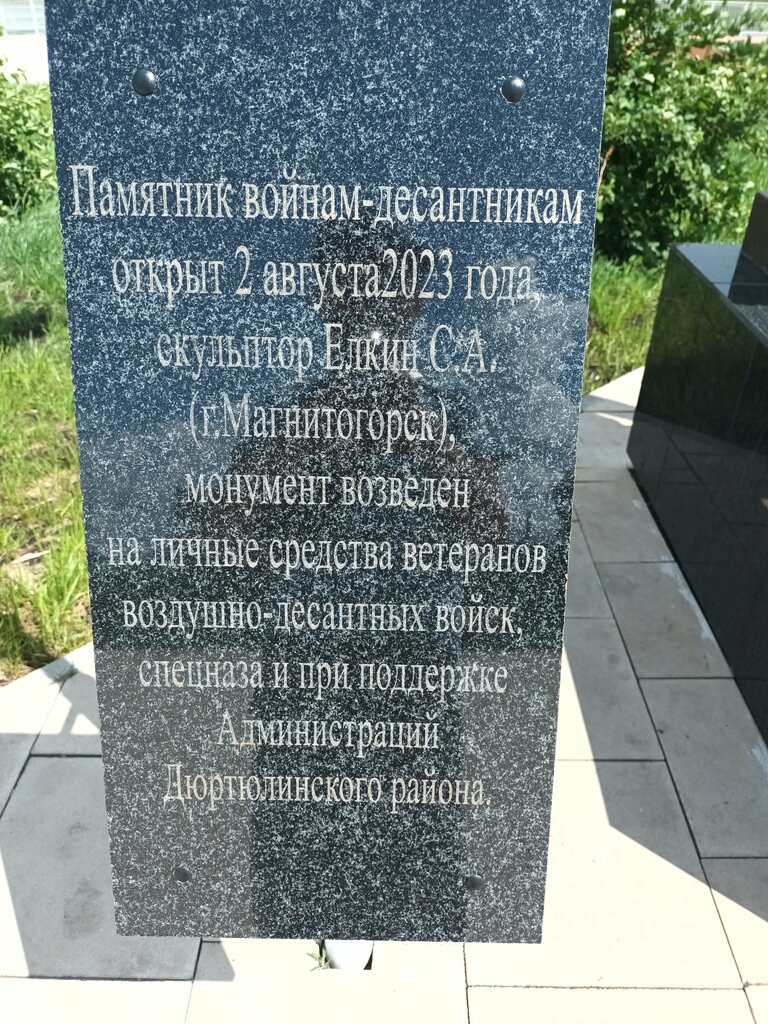 Памятник войнам-десантникам
открыт 2 августа2023 года,
скульптор Елкин С.А.
(г.Магнитогорск),
монумент возведен
на личные средства ветеранов
воздушно-десантных войск,
спецназа и при поддержке
Администраций
Дюртюлинского района.